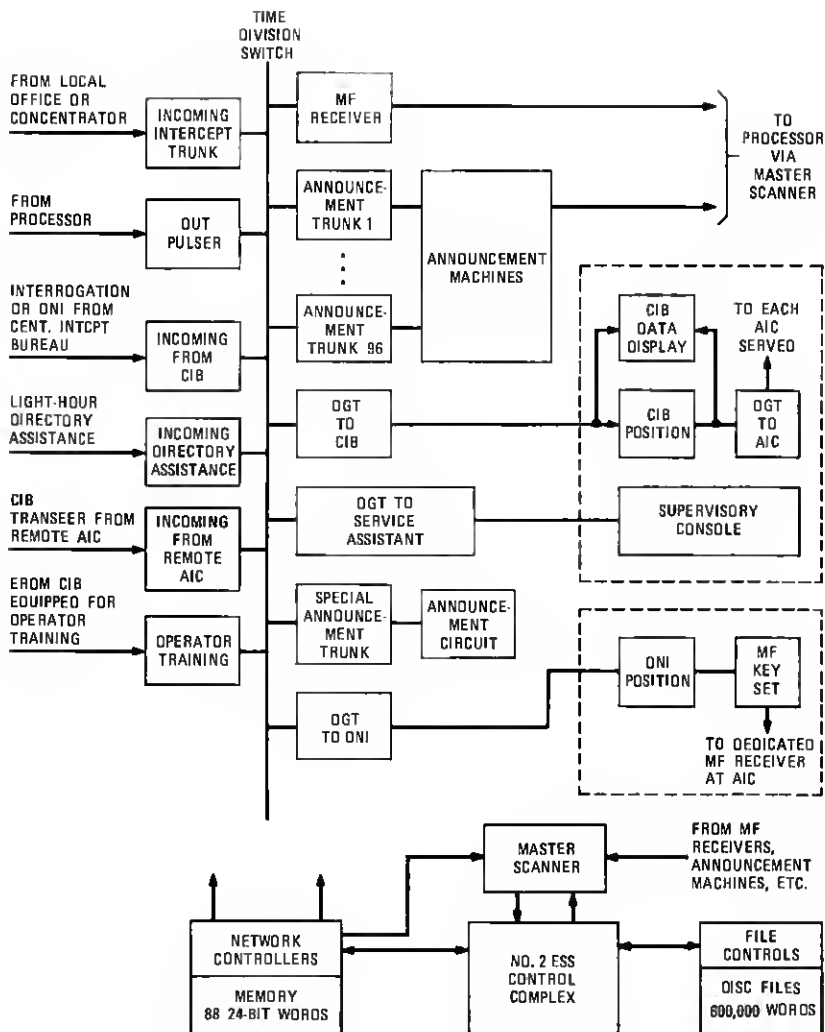 TIME
DIVISION
SWITCH
FROM LOCAL
OFFICE OR
CONCENTRATOR
INCOMING
INTERCEPT
TRUNK
FROM
PROCESSOR
OUT
PULSER
INTERROGATION
OR ONI FROM
CENT. INTCPT
BUREAU
INCOMING
FROM
CIB
LIGHT-HOUR
DIRECTORY
ASSISTANCE
INCOMING
DIRECTORY
ASSISTANCE
CIB
TRANSEER FROM
REMOTE AIC
INCOMING
FROM
REMOTE
AIC
EROM CIB
EQUIPPED FOR
OPERATOR
TRAINING
OPERATOR
TRAINING
MF
RECEIVER
ANNOUNCE-
MENT
TRUNK 1
ANNOUNCE-
MENT
TRUNK 96
ANNOUNCEMENT
MACHINES
TO
PROCESSOR
VIA
MASTER
SCANNER
OGT
TO
CIB
CIB
DATA
DISPLAY
TO EACH
AIC
SERVED
CIB
POSITION
OGT
TO
AIC
OGT TO
SERVICE
ASSISTANT
SUPERVISORY
CONSOLE
SPECIAL
ANNOUNCE-
MENT
TRUNK
ANNOUNCE-
MENT
CIRCUIT
OGT
TO ONI
ONI
POSITION
MF
KEY
SET
TO DEDICATED
MF RECEIVER
AT AIC
MASTER
SCANNER
FROM MF
RECEIVERS,
ANNOUNCEMENT
MACHINES, ETC.
NETWORK
CONTROLLERS
MEMORY
88 24-BIT WORDS
NO. 2 ESS
CONTROL
COMPLEX
FILE
CONTROLS
DISC FILES
600,000 WORDS